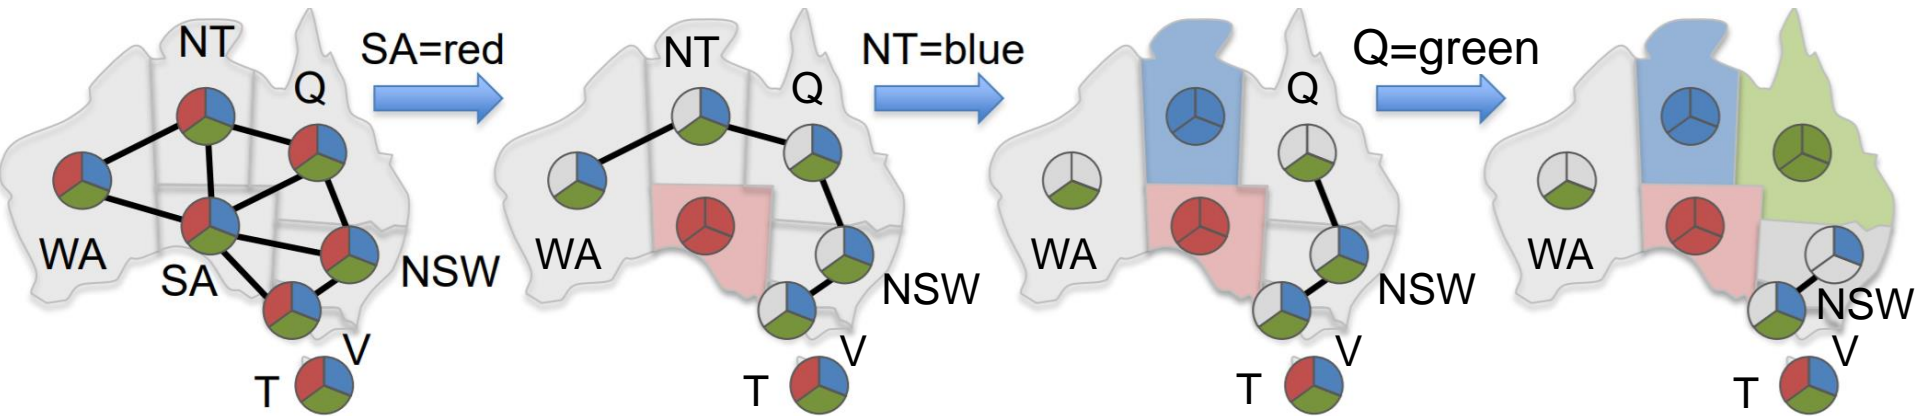 NT
Q
WA
SA
NSW
V
T
SA=red
NT
Q
WA
NSW
V
T
NT=blue
Q
WA
NSW
V
T
Q=green
WA
NSW
V
T